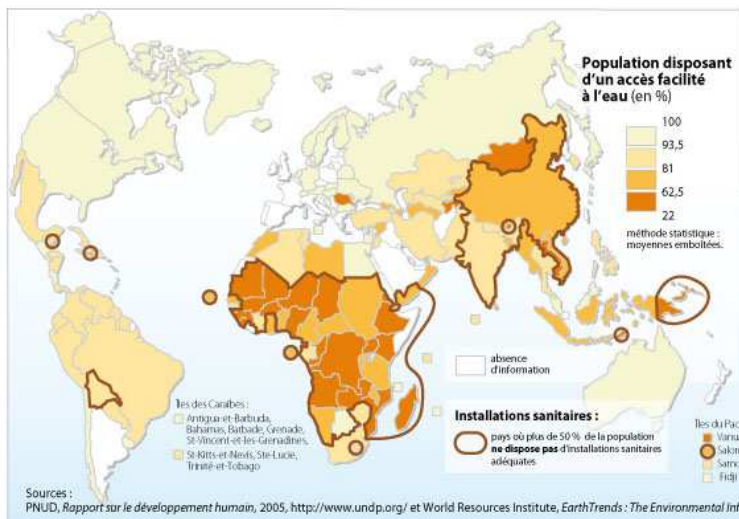 Population disposant
d'un accès facilité
à l'eau (en %)
100
93,5
81
62,5
22
méthode statistique :
moyennes emboîtées.
absence
d'information
Îles des Caraïbes :
Antigua-et-Barbuda,
Bahamas, Barbade, Grenade,
St-Vincent-et-les-Grenadines,
St-Kitts-et-Nevis, Ste-Lucie,
Trinité-et-Tobago
Installations sanitaires :
pays où plus de 50 % de la population
ne dispose pas d'installations sanitaires
adéquates.
Îles du Pac
Vanu
Salon
Samo
Fidji
Sources :
PNUD, Rapport sur le développement humain, 2005, http://www.undp.org/ et World Resources Institute, EarthTrends : The Environmental Inf